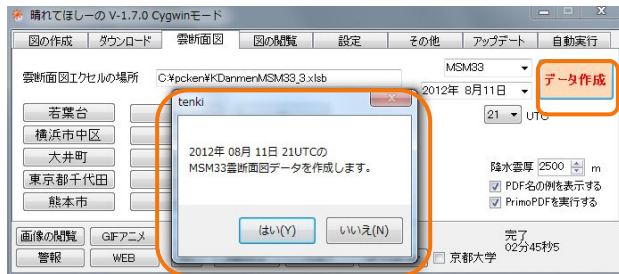 晴れてほしーの V-1.7.0 Cygwinモード
図の作成 ダウンロード 雲断面図 図の閲覧 設定 その他 アップデート 自動実行
雲断面図エクセルの場所 C:¥pcken¥KDanmenMSM33_3.xlsb
MSM33
データ作成
2012年 8月11日
21 UTC
若葉台
横浜市中区
大井町
東京都千代田
熊本市
tenki
2012年 08月 11日 21UTCの
MSM33雲断面図データを作成します。
はい(Y) いいえ(N)
降水雲厚 2500 m
PDF名の例を表示する
PrimoPDFを実行する
画像の閲覧 GIFアニメ
警報 WEB
京都大学
完了
02分45秒5